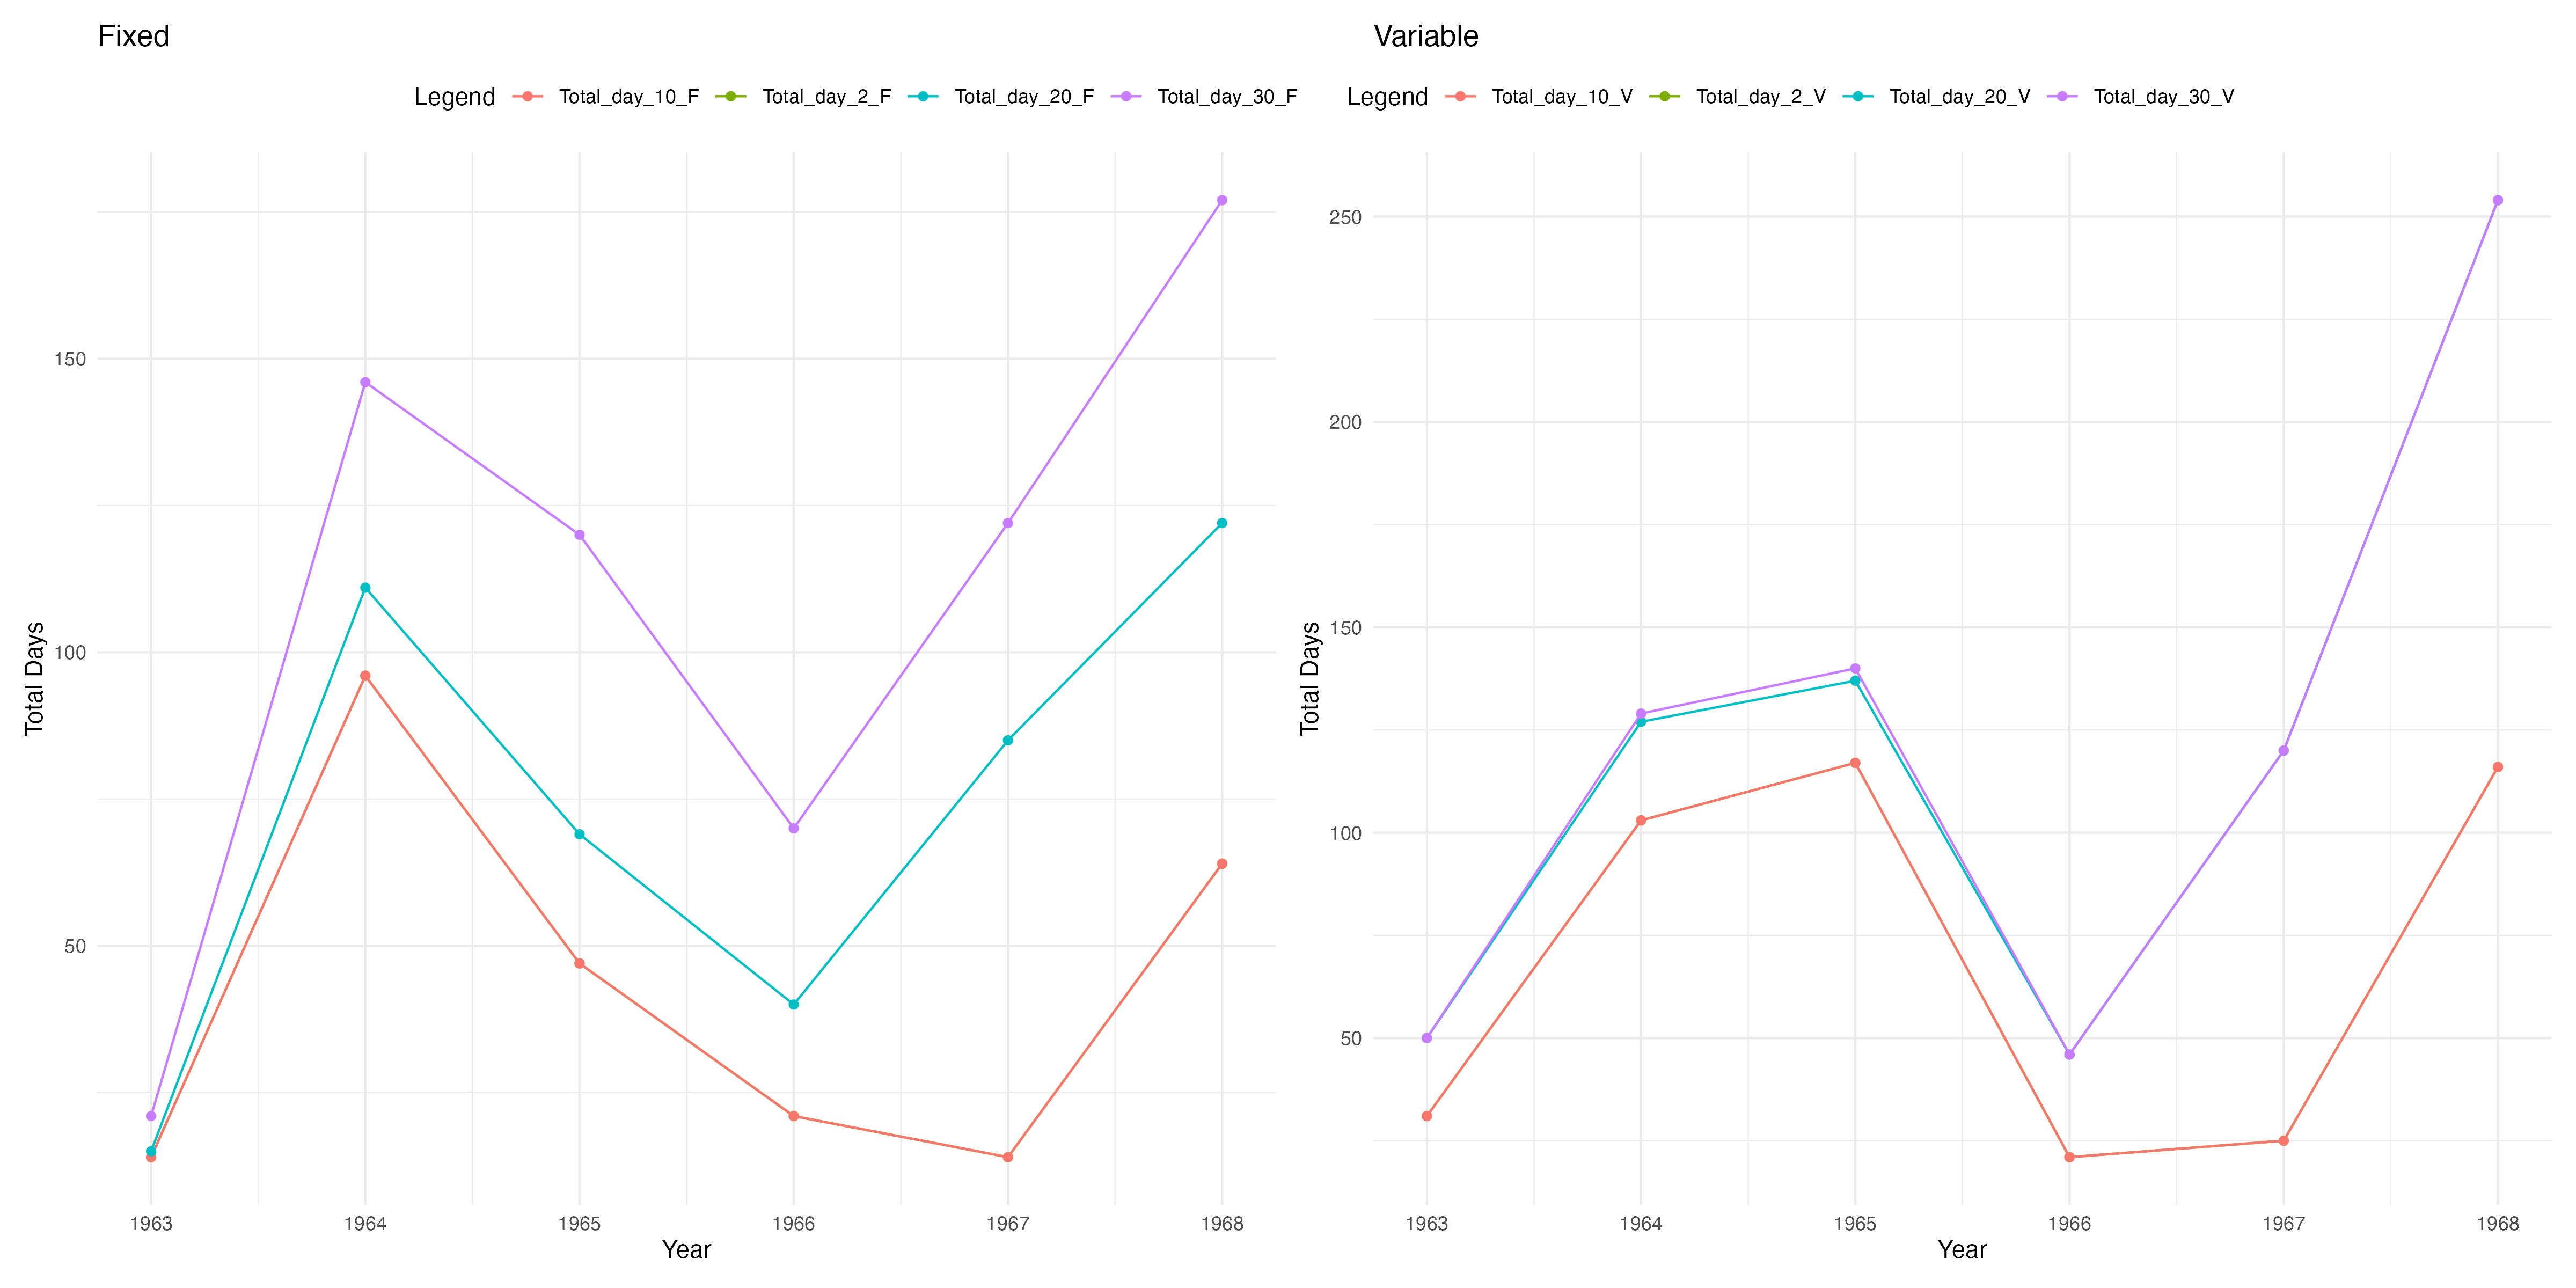 Fixed
Legend Total_day_10_F Total_day_2_F Total_day_20_F Total_day_30_F
150
100
50
Total Days
1963 1964 1965 1966 1967 1968
Year
Variable
Legend Total_day_10_V Total_day_2_V Total_day_20_V Total_day_30_V
250
200
150
100
50
Total Days
1963 1964 1965 1966 1967 1968
Year